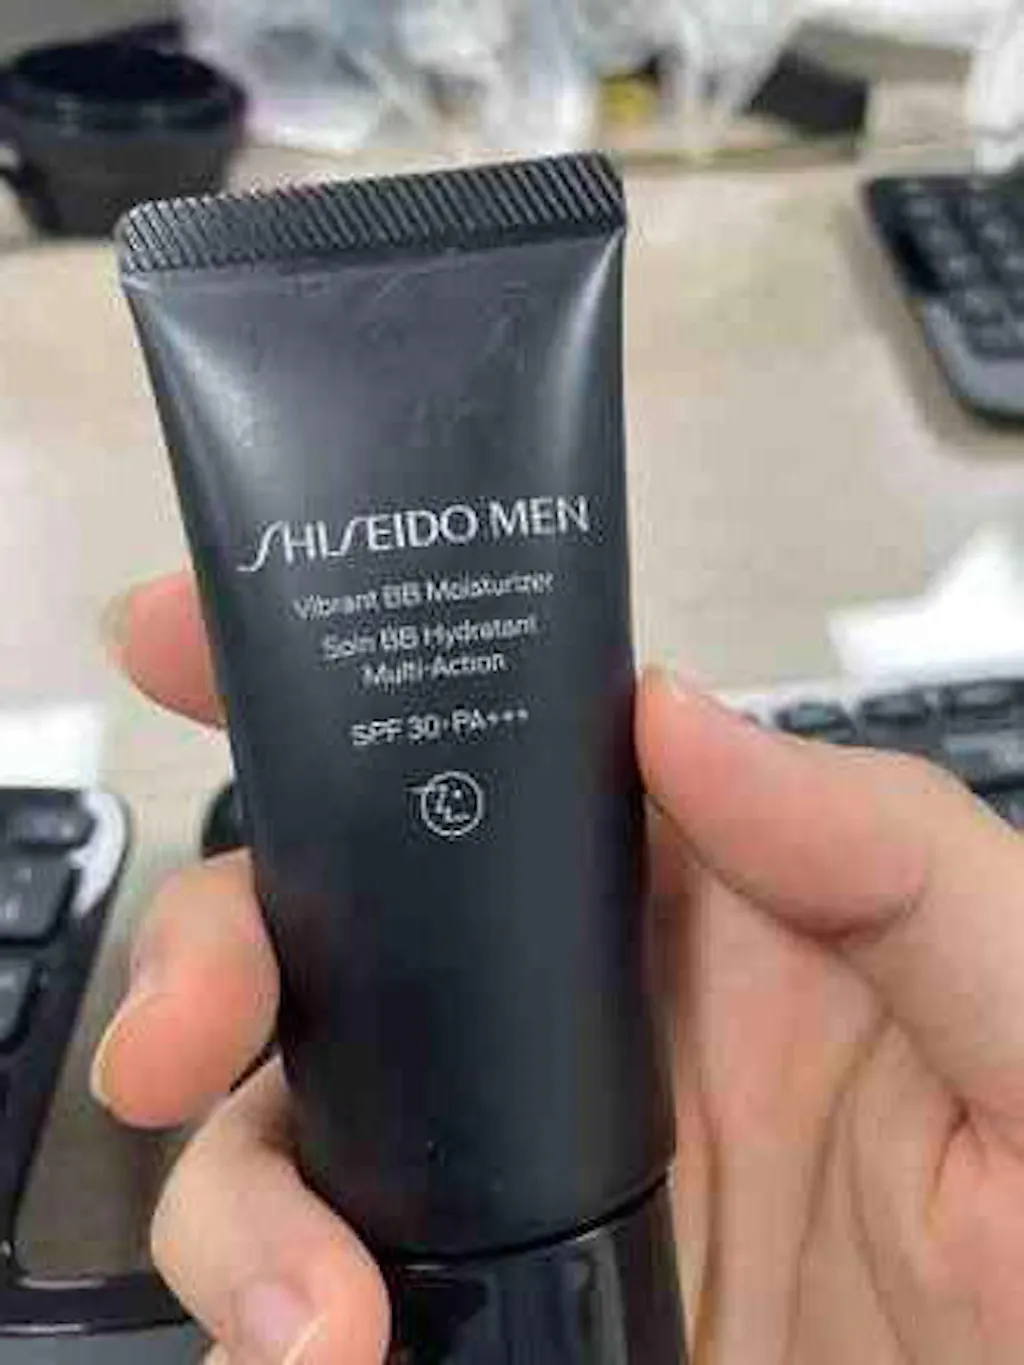 SHISEIDO MEN
Vibrant BB Moisturizer
Soin BB Hydratant
Multi-Action
SPF 30・PA+++